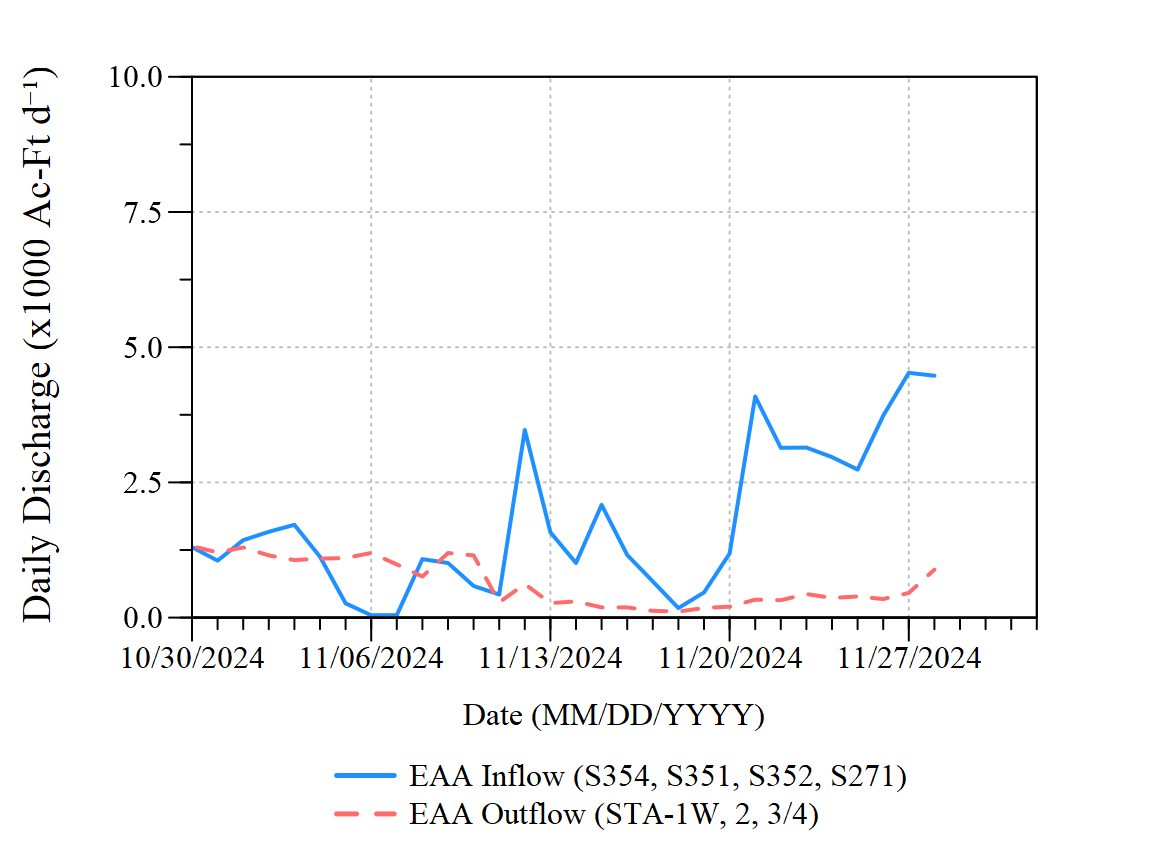 Daily Discharge (x1000 Ac-Ft d⁻¹)
10.0
7.5
5.0
2.5
0.0
10/30/2024 11/06/2024 11/13/2024 11/20/2024 11/27/2024
Date (MM/DD/YYYY)
EAA Inflow (S354, S351, S352, S271)
EAA Outflow (STA-1W, 2, 3/4)